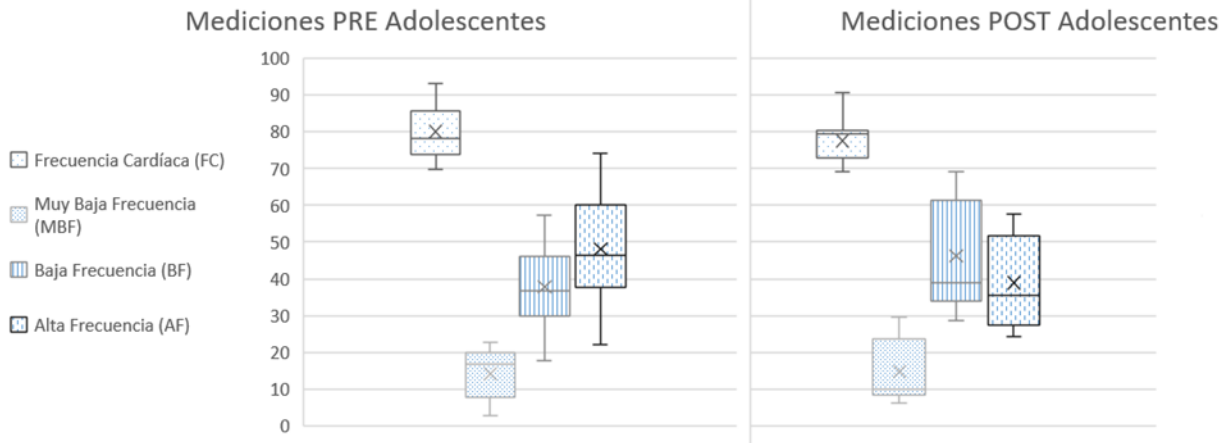 Mediciones PRE Adolescentes
Mediciones POST Adolescentes
100
90
80
70
60
50
40
30
20
10
0
Frecuencia Cardíaca (FC)
Muy Baja Frecuencia
(MBF)
Baja Frecuencia (BF)
Alta Frecuencia (AF)